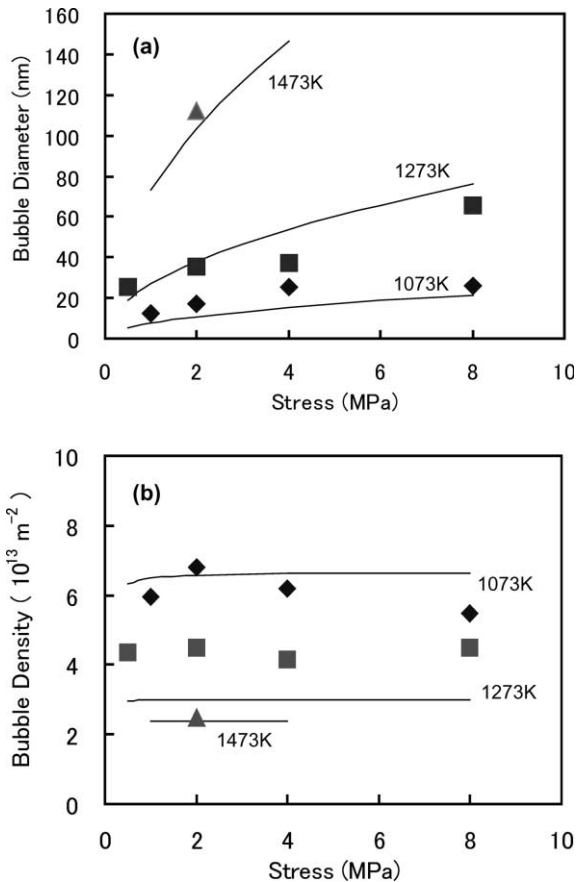 (a)
160
140
120
100
80
60
40
20
0
Bubble Diameter (nm)
1473K
1273K
1073K
0 2 4 6 8 10
Stress (MPa)
(b)
10
8
6
4
2
0
Bubble Density ( 10¹³ m⁻² )
1073K
1273K
1473K
0 2 4 6 8 10
Stress (MPa)